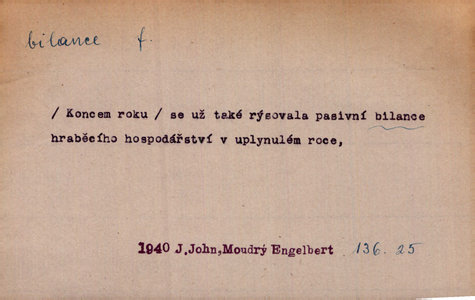 bilance f.
/ Koncem roku / se už také rýsovala pasivní bilance
hraběcího hospodářství v uplynulém roce,
1940 J.John,Moudrý Engelbert 136.25